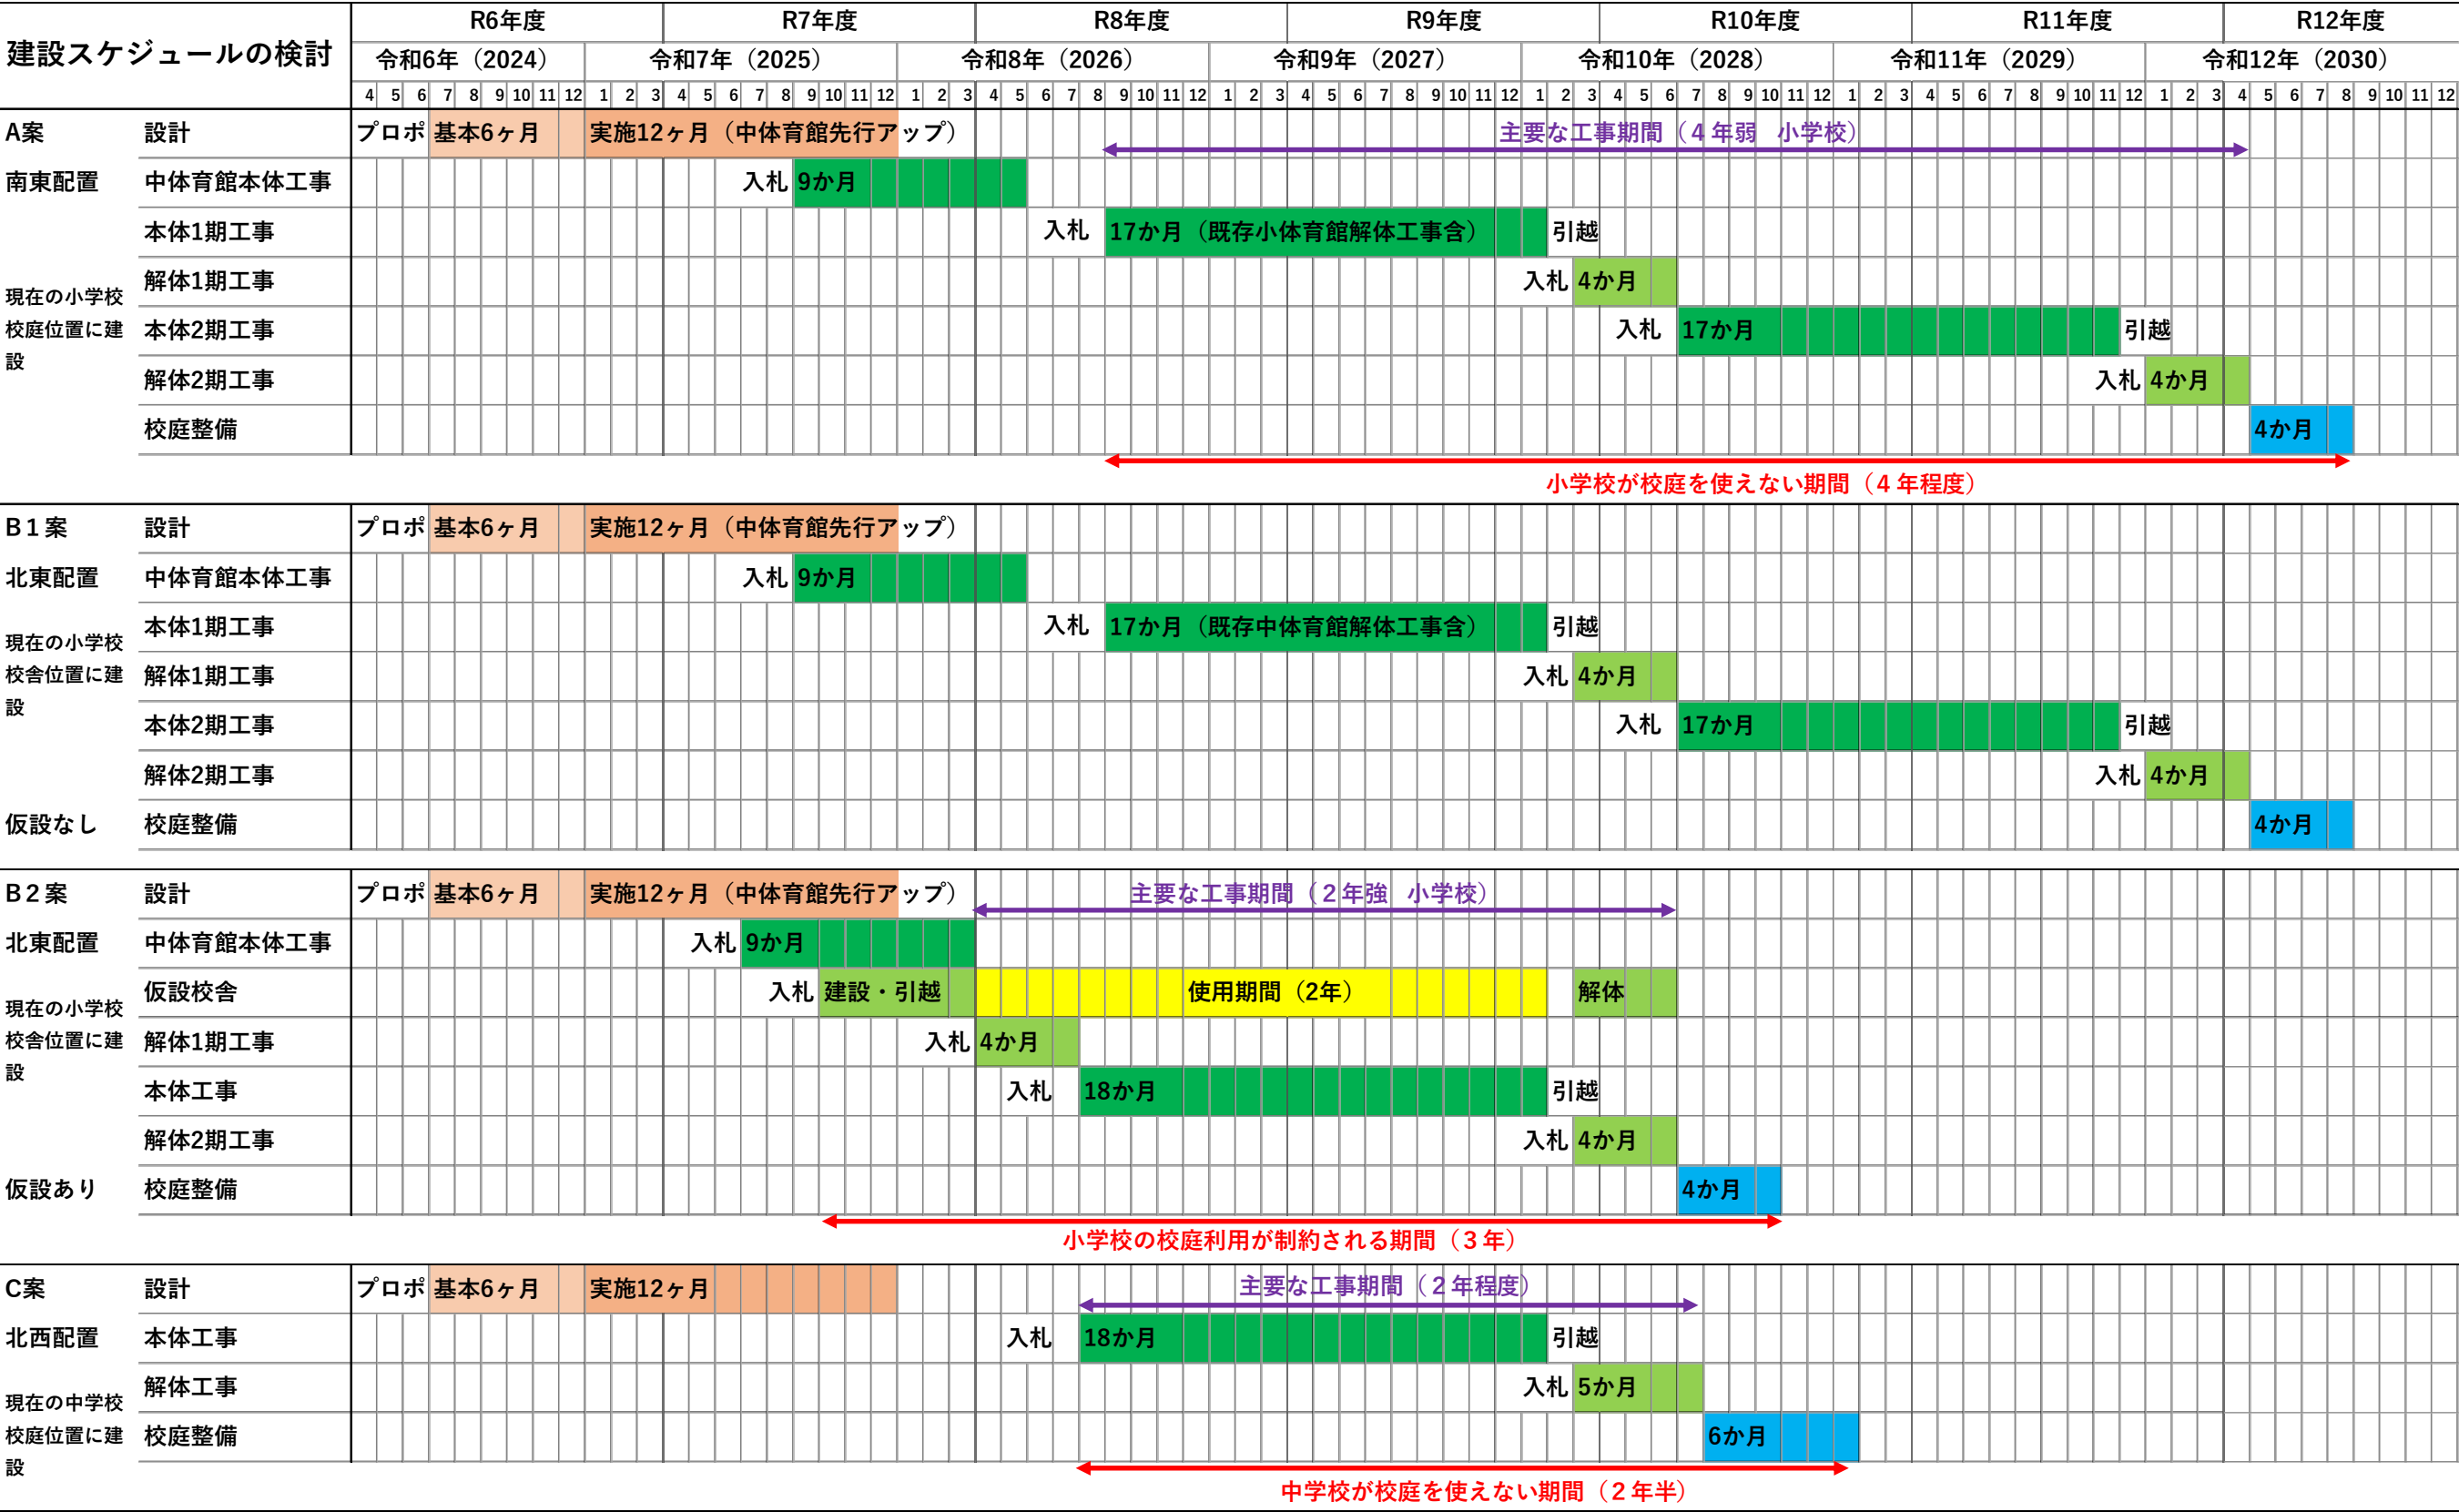 建設スケジュールの検討
R6年度 R7年度 R8年度 R9年度 R10年度 R11年度 R12年度
令和6年（2024） 令和7年（2025） 令和8年（2026） 令和9年（2027） 令和10年（2028） 令和11年（2029） 令和12年（2030）
4 5 6 7 8 9 10 11 12 1 2 3 4 5 6 7 8 9 10 11 12 1 2 3 4 5 6 7 8 9 10 11 12 1 2 3 4 5 6 7 8 9 10 11 12 1 2 3 4 5 6 7 8 9 10 11 12 1 2 3 4 5 6 7 8 9 10 11 12 1 2 3 4 5 6 7 8 9 10 11 12
A案 設計 プロポ 基本6ヶ月 実施12ヶ月（中体育館先行アップ） 主要な工事期間（４年弱 小学校）
南東配置 中体育館本体工事 入札 9か月
本体1期工事 入札 17か月（既存小体育館解体工事含） 引越
現在の小学校
校庭位置に建
設
解体1期工事 入札 4か月
本体2期工事 入札 17か月 引越
解体2期工事 入札 4か月
校庭整備 4か月
小学校が校庭を使えない期間（４年程度）
B１案 設計 プロポ 基本6ヶ月 実施12ヶ月（中体育館先行アップ）
北東配置 中体育館本体工事 入札 9か月
現在の小学校
校舎位置に建
設
本体1期工事 入札 17か月（既存中体育館解体工事含） 引越
解体1期工事 入札 4か月
本体2期工事 入札 17か月 引越
解体2期工事 入札 4か月
仮設なし 校庭整備 4か月
B２案 設計 プロポ 基本6ヶ月 実施12ヶ月（中体育館先行アップ） 主要な工事期間（２年強 小学校）
北東配置 中体育館本体工事 入札 9か月
現在の小学校
校舎位置に建
設
仮設校舎 入札 建設・引越 使用期間（2年） 解体
解体1期工事 入札 4か月
本体工事 入札 18か月 引越
解体2期工事 入札 4か月
仮設あり 校庭整備 4か月
小学校の校庭利用が制約される期間（３年）
C案 設計 プロポ 基本6ヶ月 実施12ヶ月 主要な工事期間（２年程度）
北西配置 本体工事 入札 18か月 引越
現在の中学校
校庭位置に建
設
解体工事 入札 5か月
校庭整備 6か月
中学校が校庭を使えない期間（２年半）